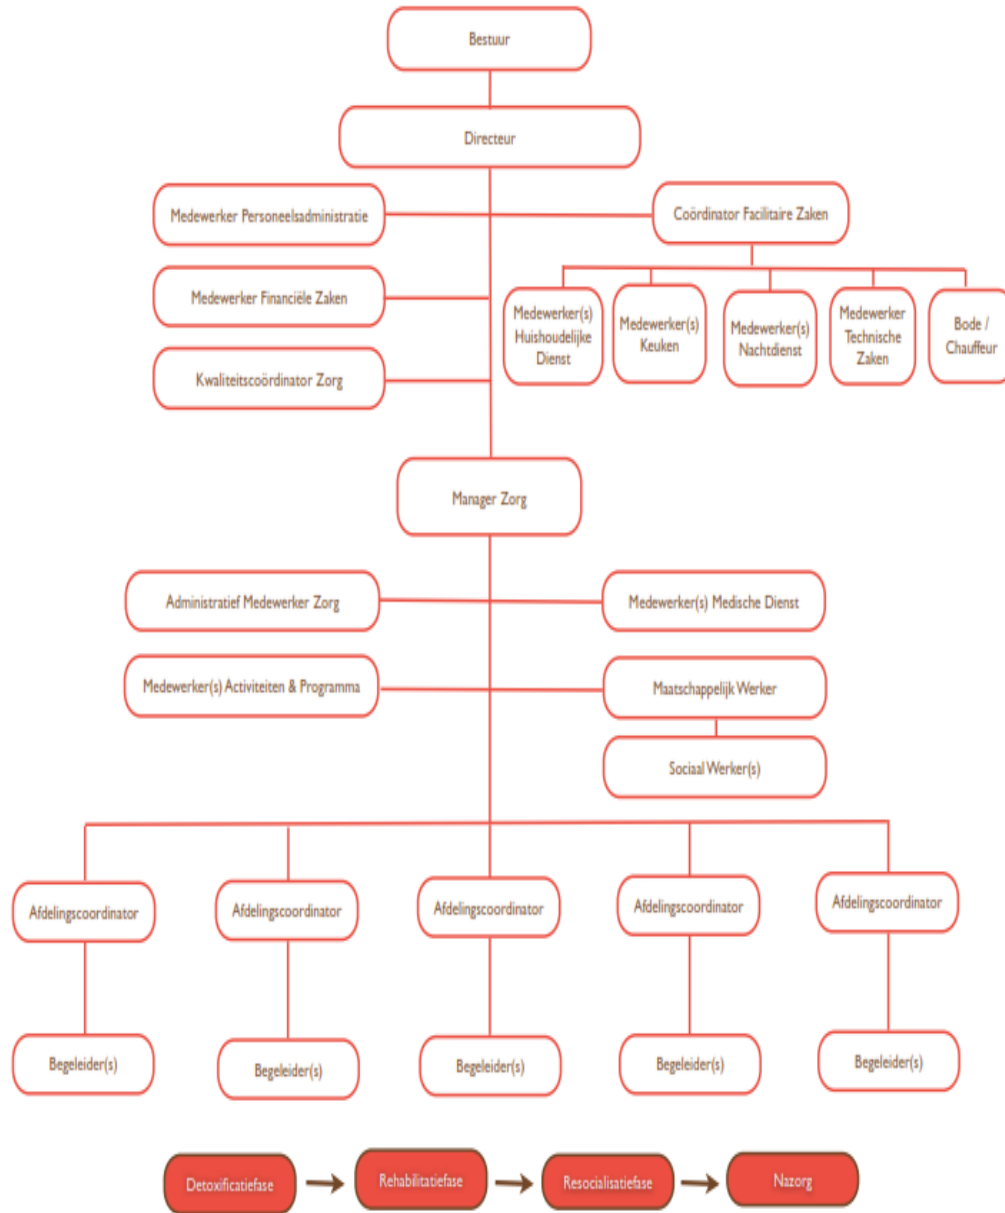 Bestuur
Directeur
Medewerker Personeelsadministratie
Coördinator Facilitaire Zaken
Medewerker Financiële Zaken
Medewerker(s)
Huishoudelijke
Dienst
Medewerker(s)
Keuken
Medewerker(s)
Nachtdienst
Medewerker
Technische
Zaken
Bode /
Chauffeur
Kwaliteitscoördinator Zorg
Manager Zorg
Administratief Medewerker Zorg
Medewerker(s) Medische Dienst
Medewerker(s) Activiteiten & Programma
Maatschappelijk Werker
Sociaal Werker(s)
Afdelingscoordinator
Afdelingscoordinator
Afdelingscoordinator
Afdelingscoordinator
Afdelingscoordinator
Begeleider(s)
Begeleider(s)
Begeleider(s)
Begeleider(s)
Begeleider(s)
Detoxificatiefase
Rehabilitatiefase
Resocialisatiefase
Nazorg